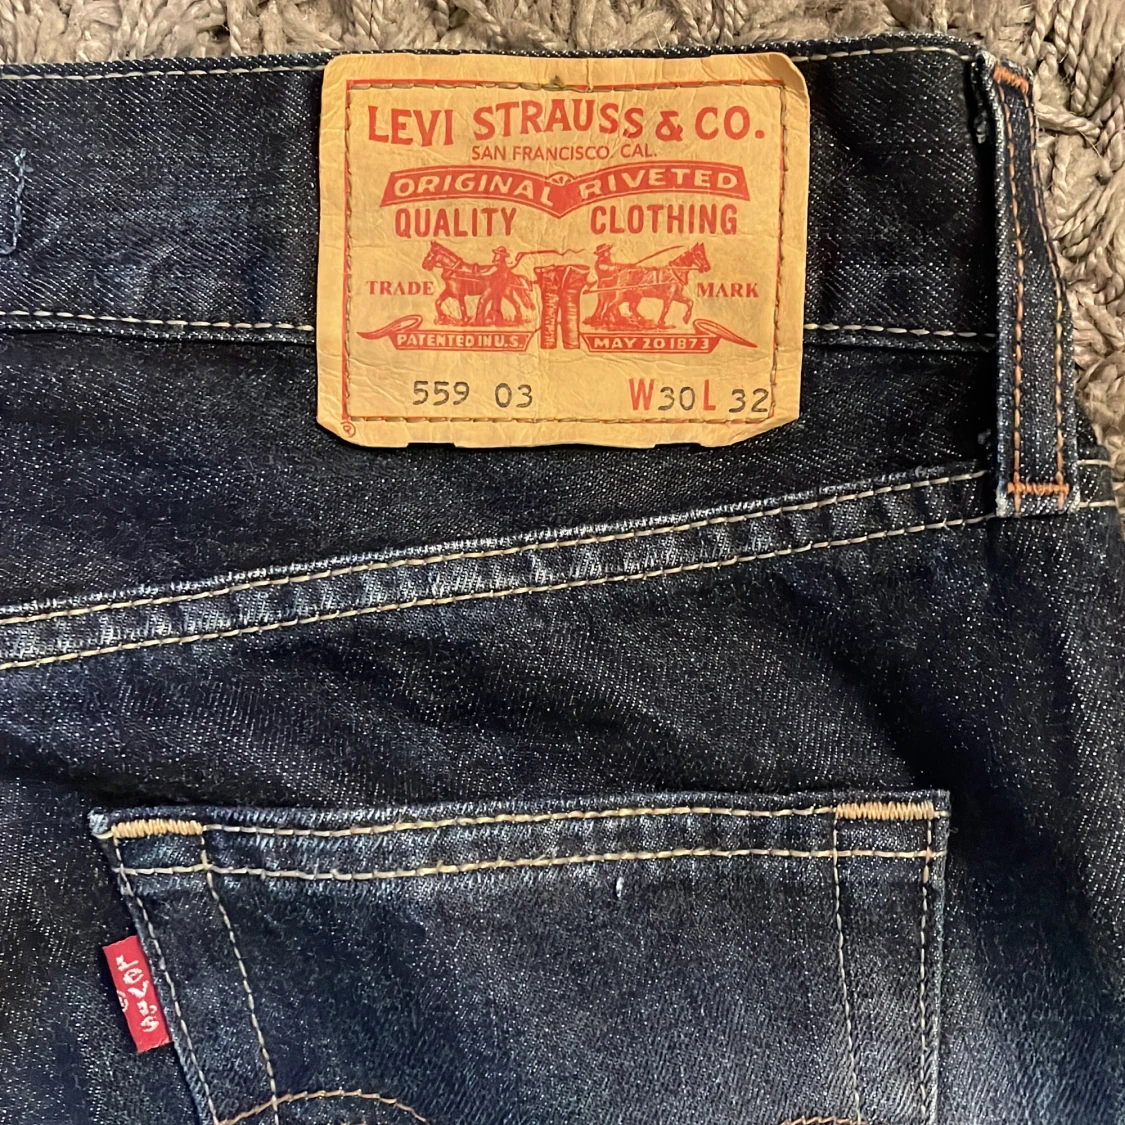 LEVI STRAUSS & CO.
SAN FRANCISCO, CAL.
ORIGINAL RIVETED
QUALITY CLOTHING
TRADE MARK
PATENTED IN U.S. MAY 20 1873
559 03 W30 L 32
®
LEVI'S
®